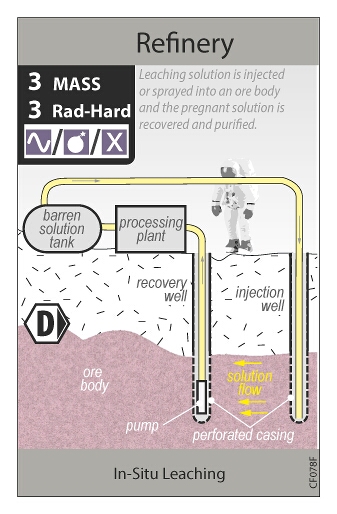 Refinery
3 MASS
3 Rad-Hard
Leaching solution is injected
or sprayed into an ore body
and the pregnant solution is
recovered and purified.
barren
solution
tank
processing
plant
recovery
well
injection
well
D
ore
body
solution
flow
pump
perforated casing
In-Situ Leaching
CF078F